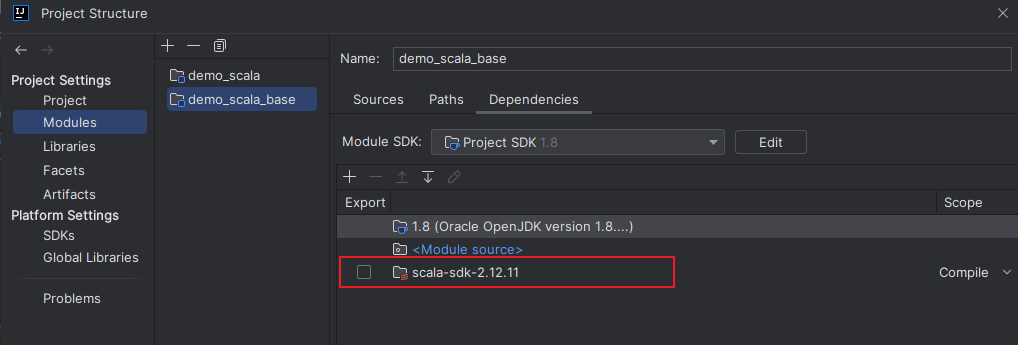 IJ Project Structure
Project Settings
Project
Modules
Libraries
Facets
Artifacts
Platform Settings
SDKs
Global Libraries
Problems
demo_scala
demo_scala_base
Name: demo_scala_base
Sources Paths Dependencies
Module SDK: Project SDK 1.8 Edit
Export Scope
1.8 (Oracle OpenJDK version 1.8....)
<Module source>
scala-sdk-2.12.11 Compile